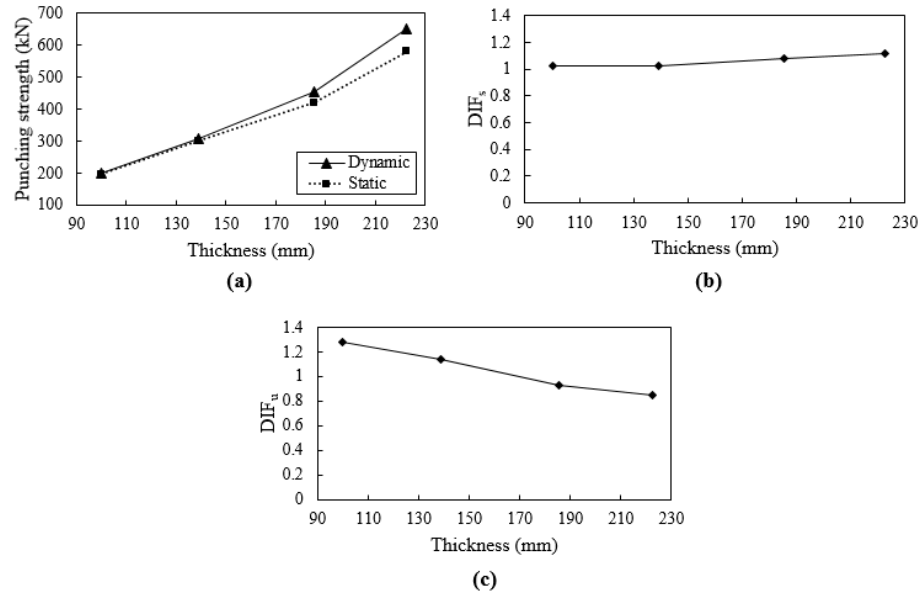 700
600
500
400
300
200
100
Punching strength (kN)
90 110 130 150 170 190 210 230
Thickness (mm)
Dynamic
Static
(a)
1.4
1.2
1
0.8
0.6
0.4
0.2
0
DIFs
90 110 130 150 170 190 210 230
Thickness (mm)
(b)
1.4
1.2
1
0.8
0.6
0.4
0.2
0
DIFu
90 110 130 150 170 190 210 230
Thickness (mm)
(c)